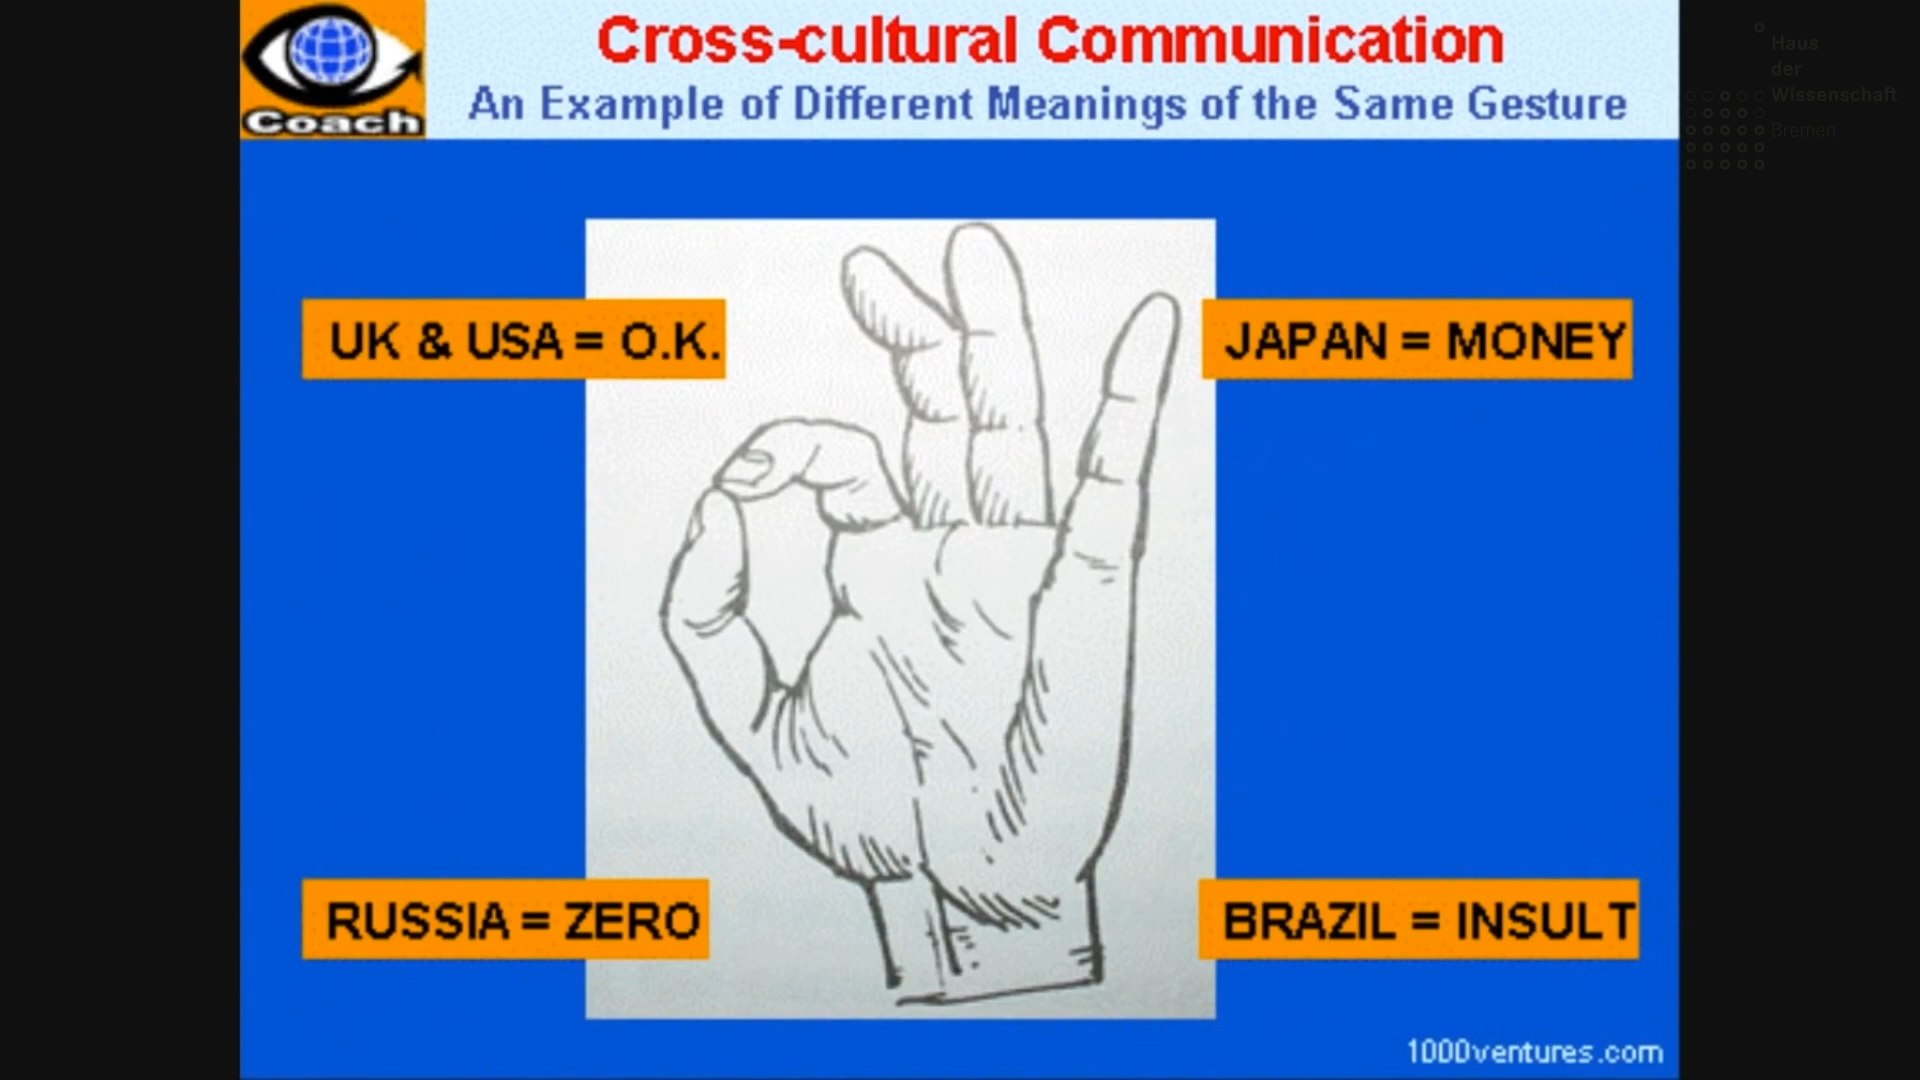 Cross-cultural Communication
An Example of Different Meanings of the Same Gesture
Coach
UK & USA = O.K.
JAPAN = MONEY
RUSSIA = ZERO
BRAZIL = INSULT
1000ventures.com
Haus
der
Wissenschaft
Bremen